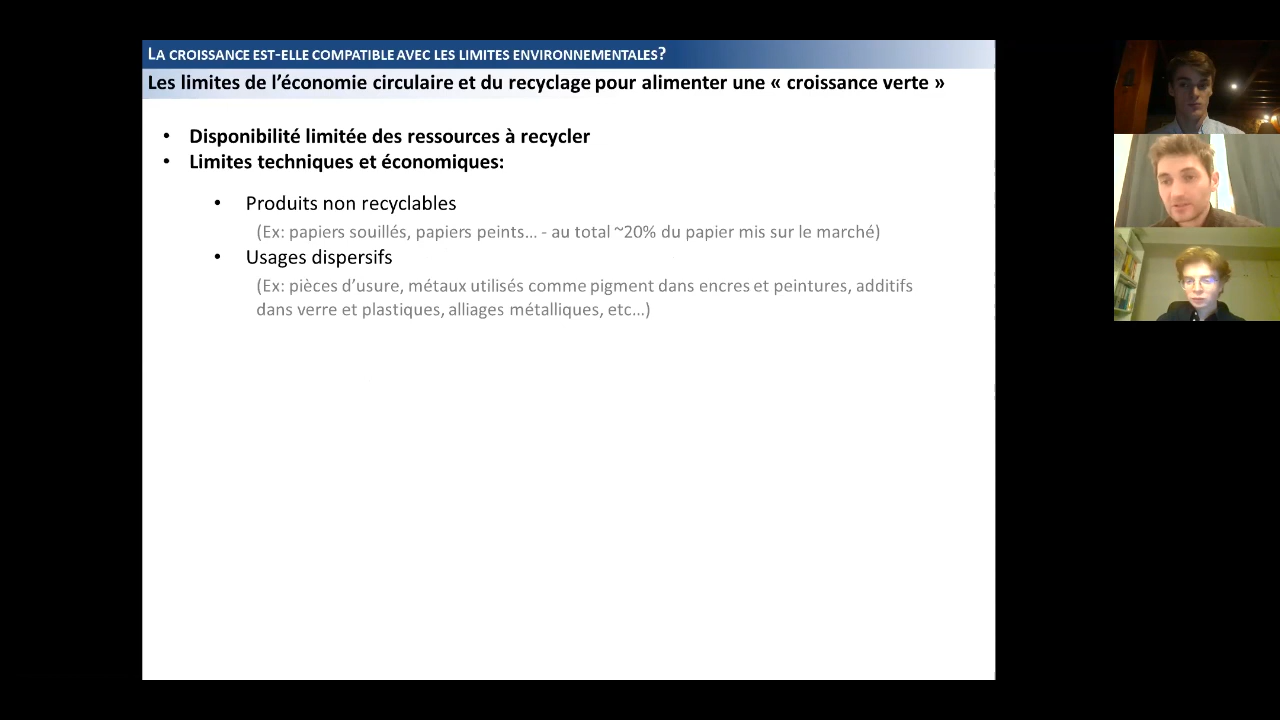 LA CROISSANCE EST-ELLE COMPATIBLE AVEC LES LIMITES ENVIRONNEMENTALES?
Les limites de l'économie circulaire et du recyclage pour alimenter une « croissance verte »
• Disponibilité limitée des ressources à recycler
• Limites techniques et économiques:
• Produits non recyclables
(Ex: papiers souillés, papiers peints... - au total ~20% du papier mis sur le marché)
• Usages dispersifs
(Ex: pièces d'usure, métaux utilisés comme pigment dans encres et peintures, additifs
dans verre et plastiques, alliages métalliques, etc...)